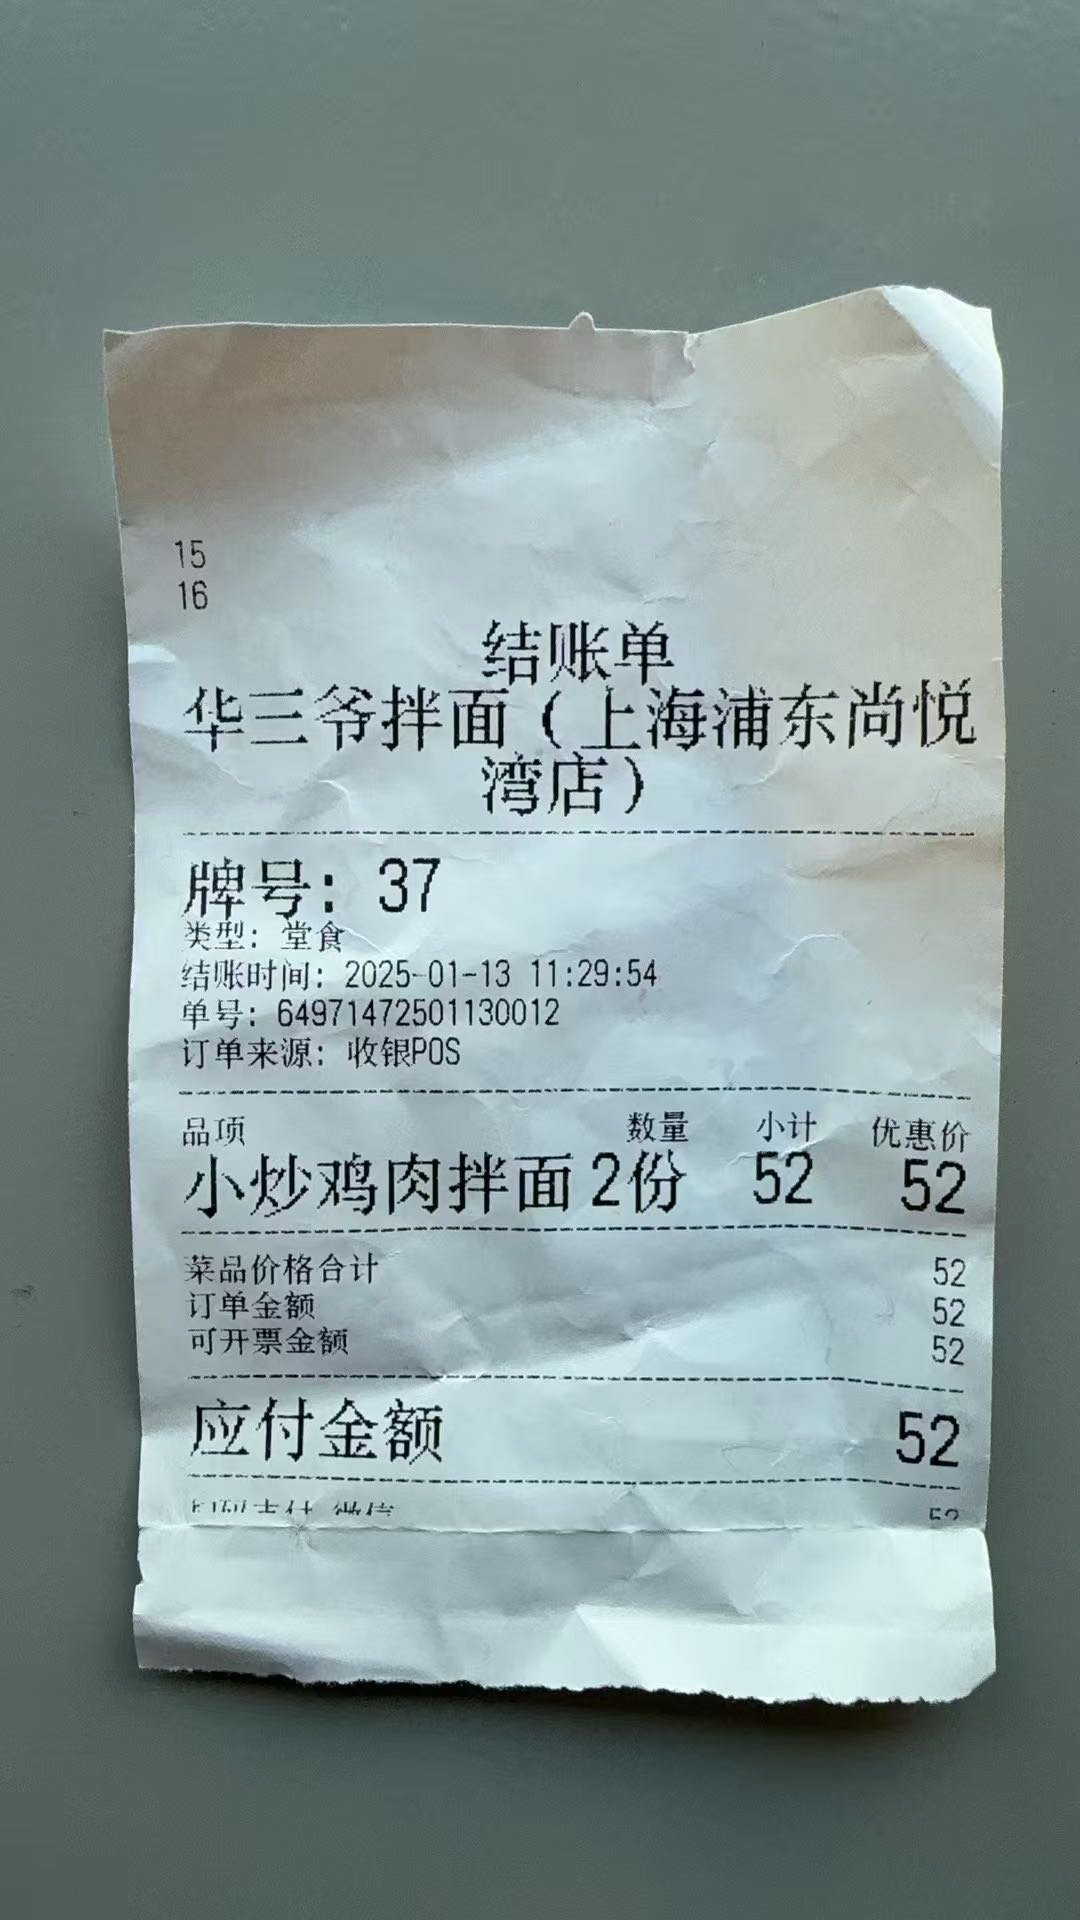 15
16
结账单
华三爷拌面（上海浦东尚悦
湾店）
牌号: 37
类型: 堂食
结账时间: 2025-01-13 11:29:54
单号: 64971472501130012
订单来源: 收银POS
品项 数量 小计 优惠价
小炒鸡肉拌面 2份 52 52
菜品价格合计 52
订单金额 52
可开票金额 52
应付金额 52